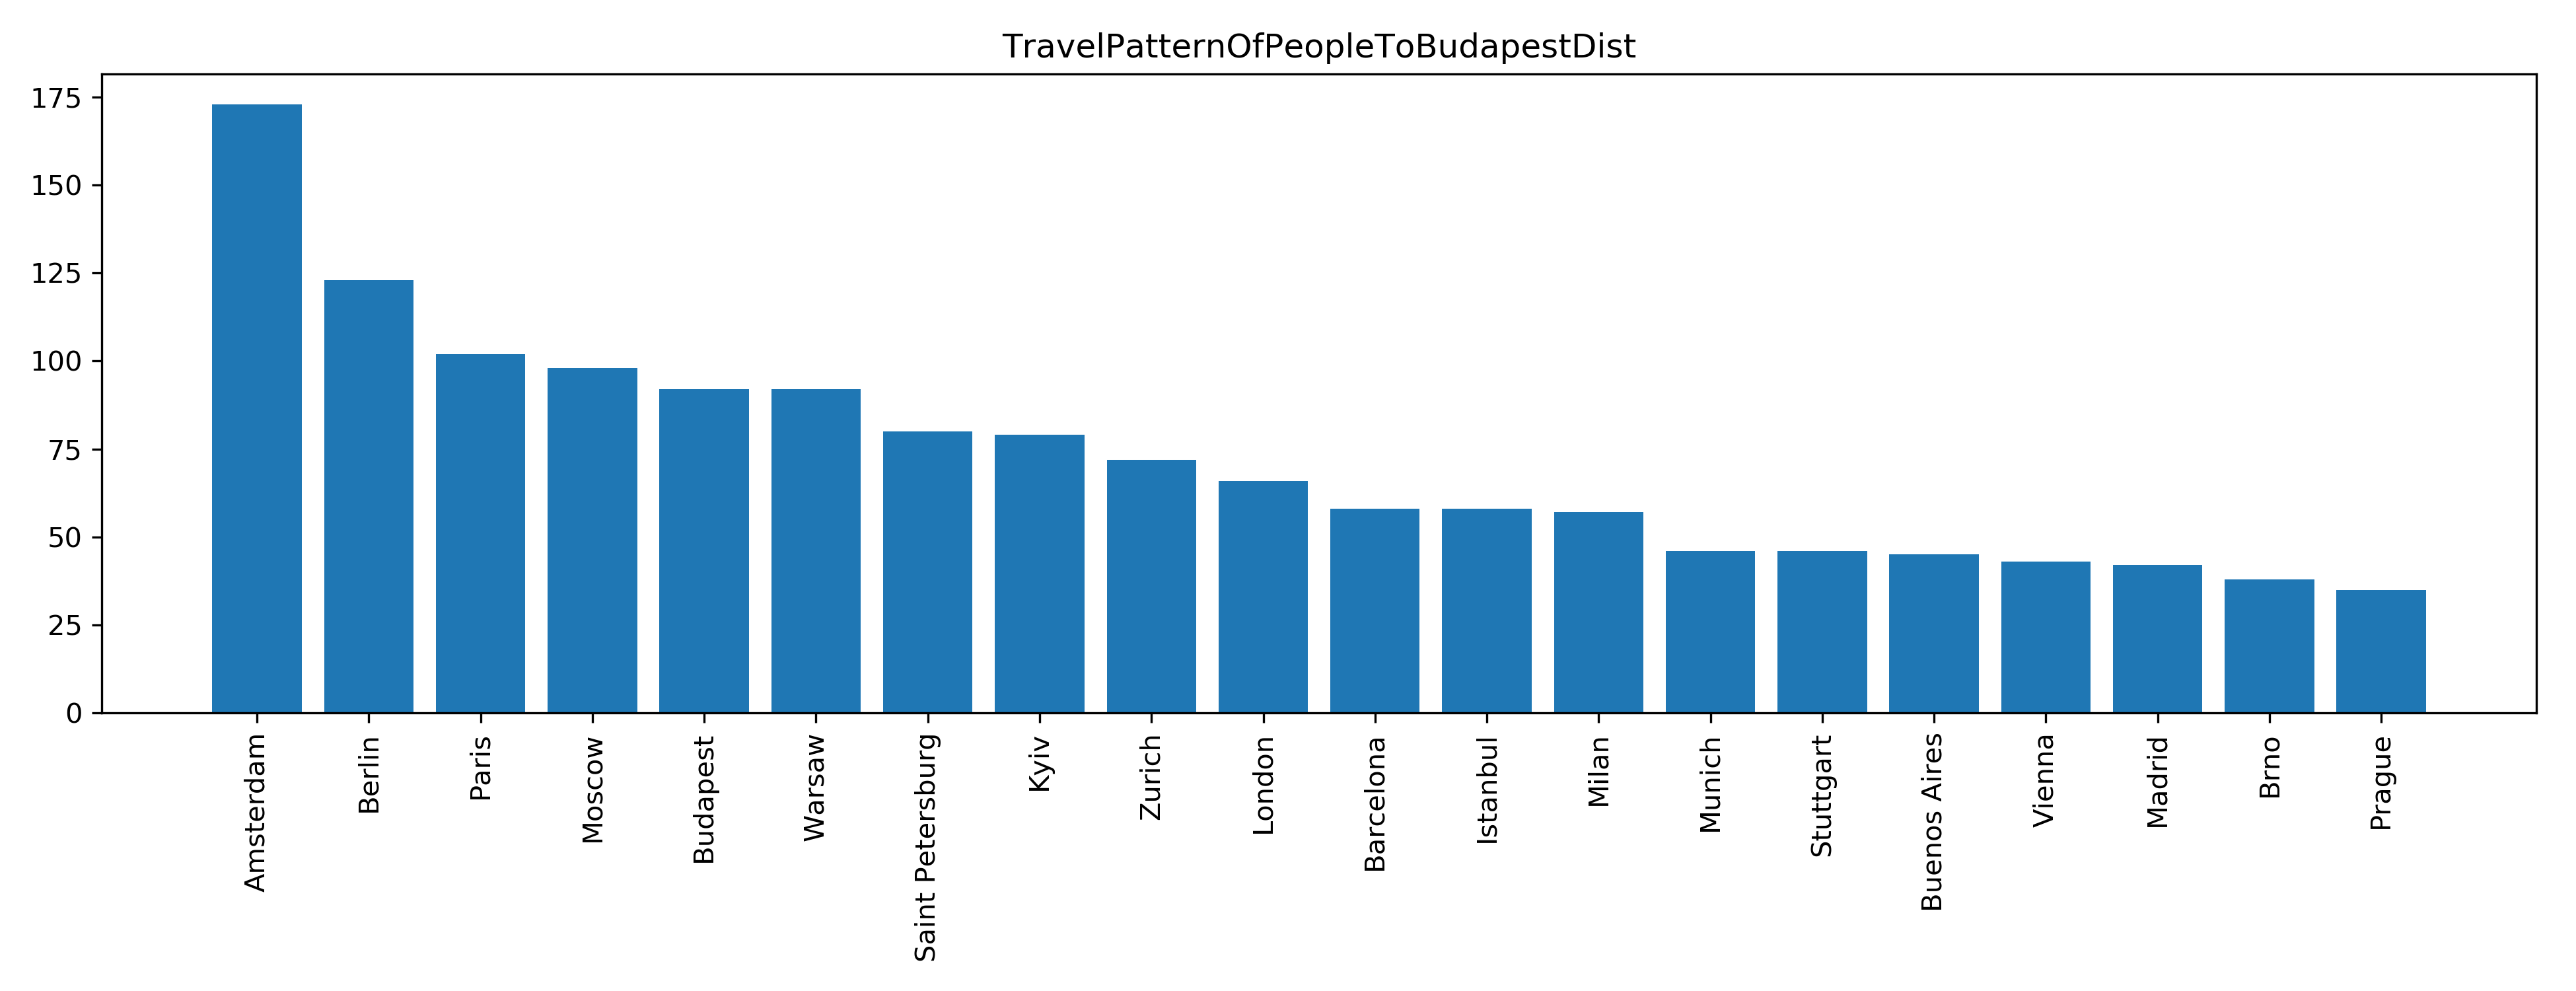 TravelPatternOfPeopleToBudapestDist
175
150
125
100
75
50
25
0
Amsterdam
Berlin
Paris
Moscow
Budapest
Warsaw
Saint Petersburg
Kyiv
Zurich
London
Barcelona
Istanbul
Milan
Munich
Stuttgart
Buenos Aires
Vienna
Madrid
Brno
Prague